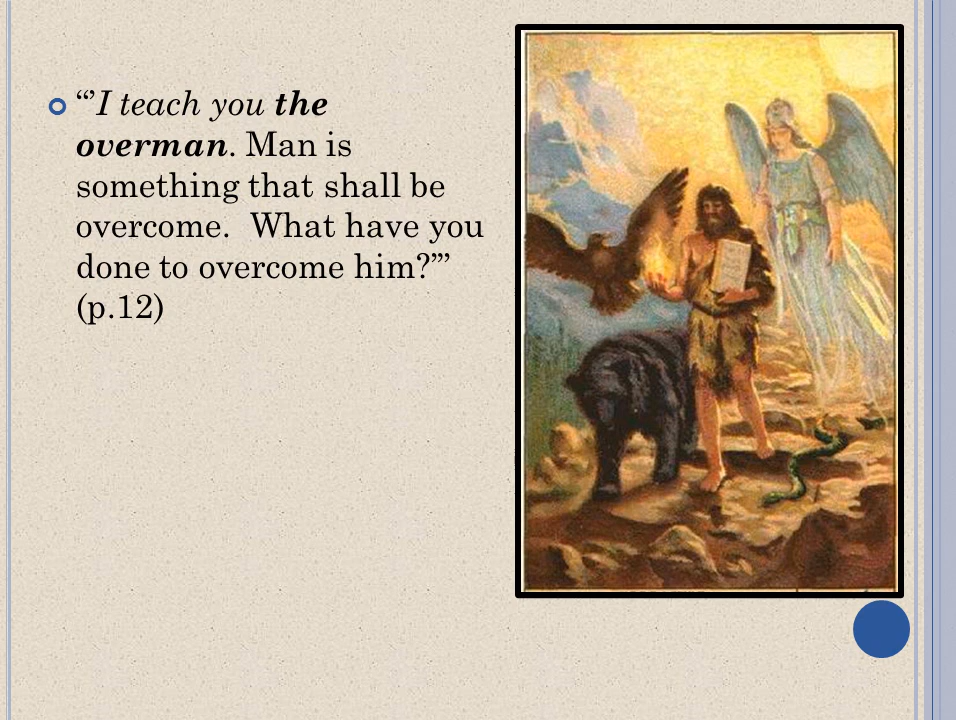 “’I teach you the
overman. Man is
something that shall be
overcome.  What have you
done to overcome him?’”
(p.12)